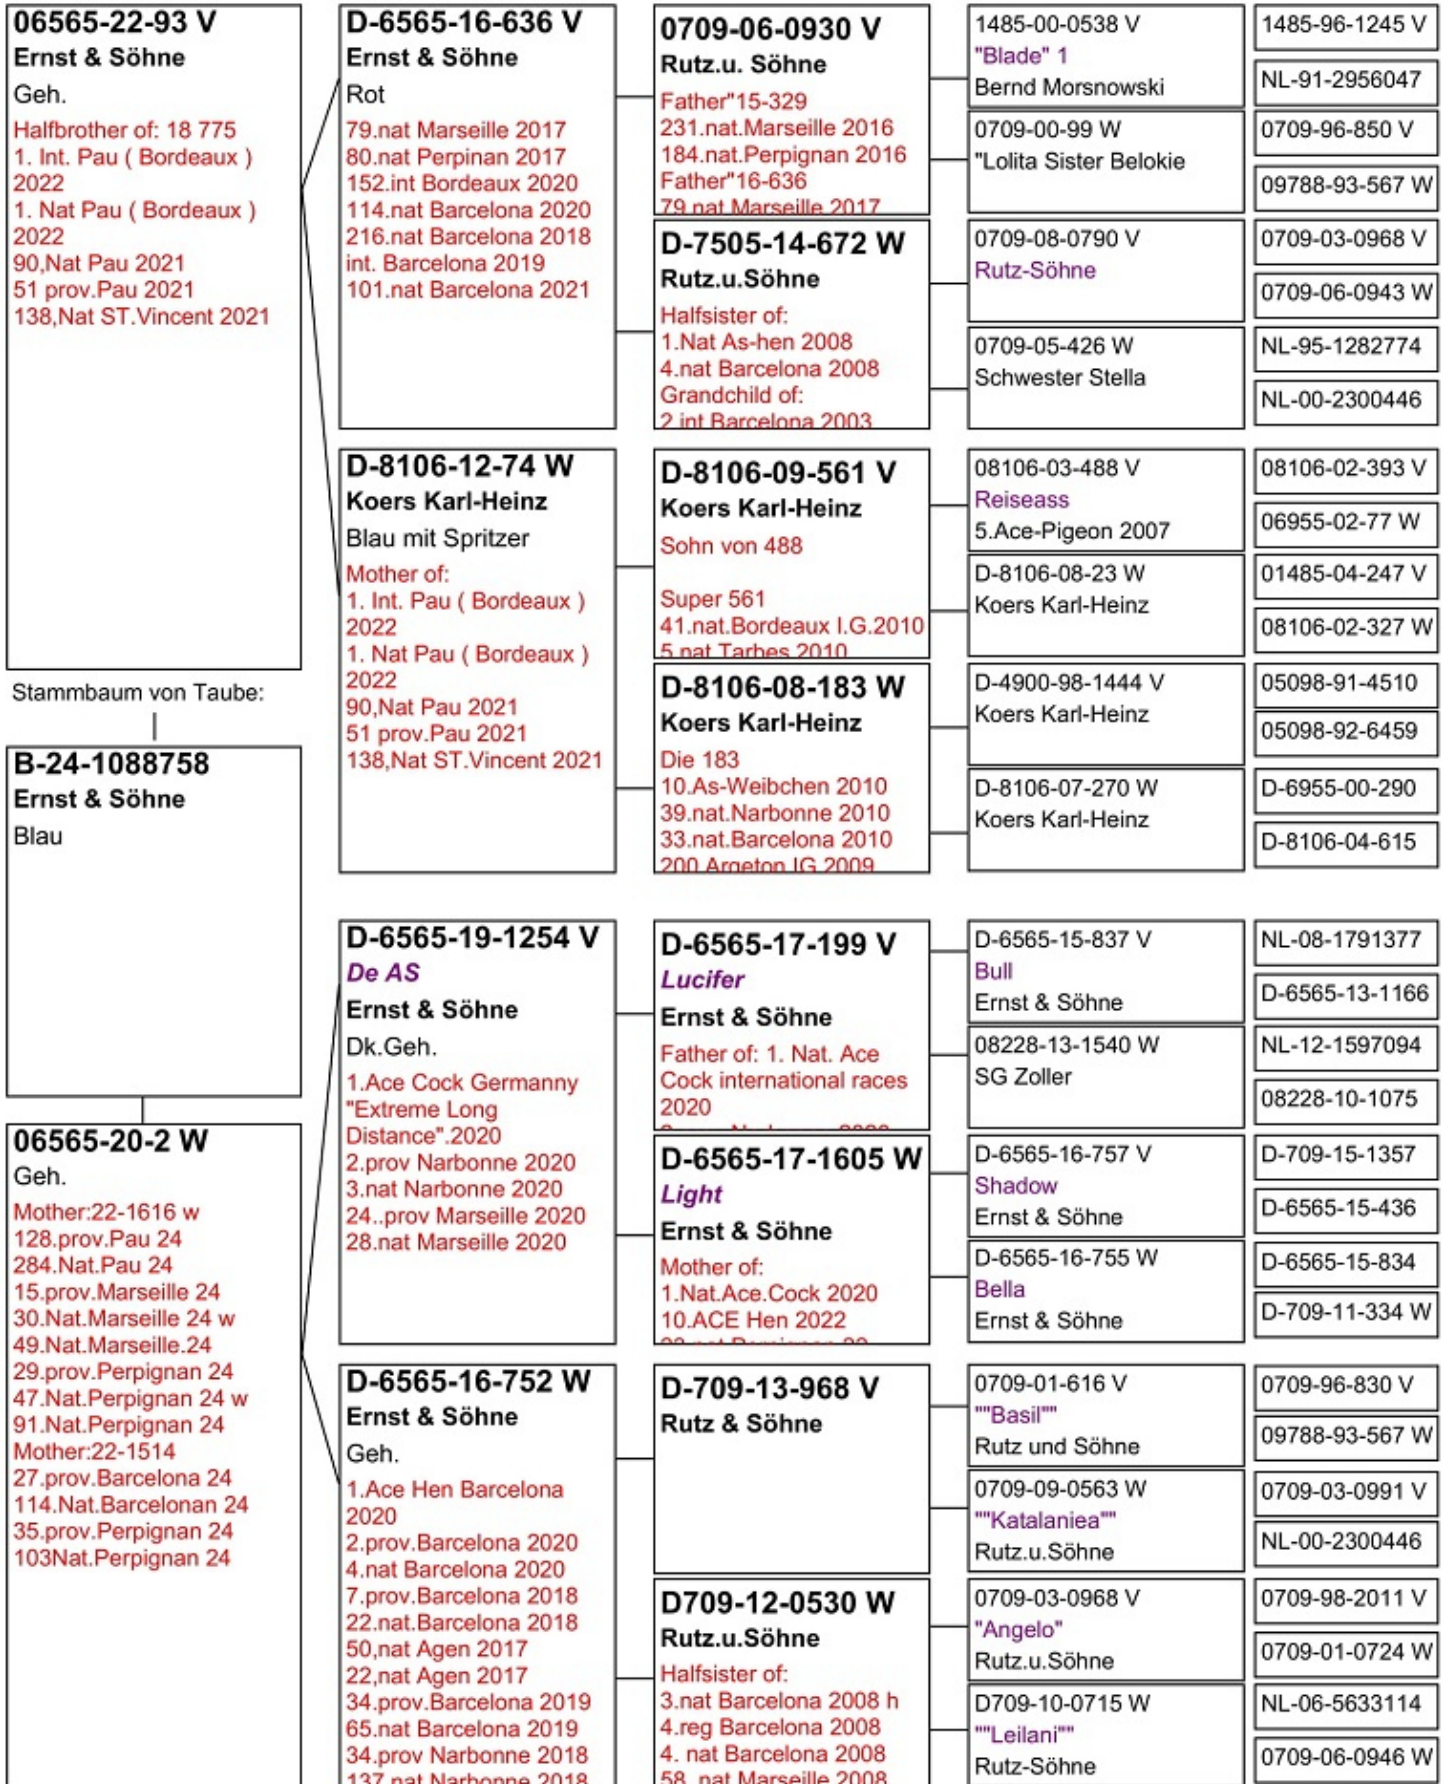 06565-22-93 V
Ernst & Söhne
Geh.
Halfbrother of: 18 775
1. Int. Pau ( Bordeaux )
2022
1. Nat Pau ( Bordeaux )
2022
90,Nat Pau 2021
51 prov.Pau 2021
138,Nat ST.Vincent 2021
Stammbaum von Taube:
B-24-1088758
Ernst & Söhne
Blau
06565-20-2 W
Geh.
Mother:22-1616 w
128.prov.Pau 24
284.Nat.Pau 24
15.prov.Marseille 24
30.Nat.Marseille 24 w
49.Nat.Marseille.24
29.prov.Perpignan 24
47.Nat.Perpignan 24 w
91.Nat.Perpignan 24
Mother:22-1514
27.prov.Barcelona 24
114.Nat.Barcelonan 24
35.prov.Perpignan 24
103Nat.Perpignan 24
D-6565-16-636 V
Ernst & Söhne
Rot
79.nat Marseille 2017
80.nat Perpinan 2017
152.int Bordeaux 2020
114.nat Barcelona 2020
216.nat Barcelona 2018
int. Barcelona 2019
101.nat Barcelona 2021
D-8106-12-74 W
Koers Karl-Heinz
Blau mit Spritzer
Mother of:
1. Int. Pau ( Bordeaux )
2022
1. Nat Pau ( Bordeaux )
2022
90,Nat Pau 2021
51 prov.Pau 2021
138,Nat ST.Vincent 2021
D-6565-19-1254 V
De AS
Ernst & Söhne
Dk.Geh.
1.Ace Cock Germanny
"Extreme Long
Distance".2020
2.prov Narbonne 2020
3.nat Narbonne 2020
24..prov Marseille 2020
28.nat Marseille 2020
D-6565-16-752 W
Ernst & Söhne
Geh.
1.Ace Hen Barcelona
2020
2.prov.Barcelona 2020
4.nat Barcelona 2020
7.prov.Barcelona 2018
22.nat.Barcelona 2018
50,nat Agen 2017
22,nat Agen 2017
34.prov.Barcelona 2019
65.nat Barcelona 2019
34.prov Narbonne 2018
137 nat Narbonne 2018
0709-06-0930 V
Rutz.u. Söhne
Father"15-329
231.nat.Marseille 2016
184.nat.Perpignan 2016
Father"16-636
79 nat Marseille 2017
D-7505-14-672 W
Rutz.u.Söhne
Halfsister of:
1.Nat As-hen 2008
4.nat Barcelona 2008
Grandchild of:
2 int Barcelona 2003
D-8106-09-561 V
Koers Karl-Heinz
Sohn von 488
Super 561
41.nat.Bordeaux I.G.2010
5 nat Tarbes 2010
D-8106-08-183 W
Koers Karl-Heinz
Die 183
10.As-Weibchen 2010
39.nat.Narbonne 2010
33.nat.Barcelona 2010
200 Argeton IG 2009
D-6565-17-199 V
Lucifer
Ernst & Söhne
Father of: 1. Nat. Ace
Cock international races
2020
D-6565-17-1605 W
Light
Ernst & Söhne
Mother of:
1.Nat.Ace.Cock 2020
10.ACE Hen 2022
D-709-13-968 V
Rutz & Söhne
D709-12-0530 W
Rutz.u.Söhne
Halfsister of:
3.nat Barcelona 2008 h
4.reg Barcelona 2008
4. nat Barcelona 2008
58. nat Marseille 2008
1485-00-0538 V
"Blade" 1
Bernd Morsnowski
0709-00-99 W
"Lolita Sister Belokie
0709-08-0790 V
Rutz-Söhne
0709-05-426 W
Schwester Stella
08106-03-488 V
Reiseass
5.Ace-Pigeon 2007
D-8106-08-23 W
Koers Karl-Heinz
D-4900-98-1444 V
Koers Karl-Heinz
D-8106-07-270 W
Koers Karl-Heinz
D-6565-15-837 V
Bull
Ernst & Söhne
08228-13-1540 W
SG Zoller
D-6565-16-757 V
Shadow
Ernst & Söhne
D-6565-16-755 W
Bella
Ernst & Söhne
0709-01-616 V
""Basil""
Rutz und Söhne
0709-09-0563 W
""Katalaniea""
Rutz.u.Söhne
0709-03-0968 V
"Angelo"
Rutz.u.Söhne
D709-10-0715 W
""Leilani""
Rutz-Söhne
1485-96-1245 V
NL-91-2956047
0709-96-850 V
09788-93-567 W
0709-03-0968 V
0709-06-0943 W
NL-95-1282774
NL-00-2300446
08106-02-393 V
06955-02-77 W
01485-04-247 V
08106-02-327 W
05098-91-4510
05098-92-6459
D-6955-00-290
D-8106-04-615
NL-08-1791377
D-6565-13-1166
NL-12-1597094
08228-10-1075
D-709-15-1357
D-6565-15-436
D-6565-15-834
D-709-11-334 W
0709-96-830 V
09788-93-567 W
0709-03-0991 V
NL-00-2300446
0709-98-2011 V
0709-01-0724 W
NL-06-5633114
0709-06-0946 W